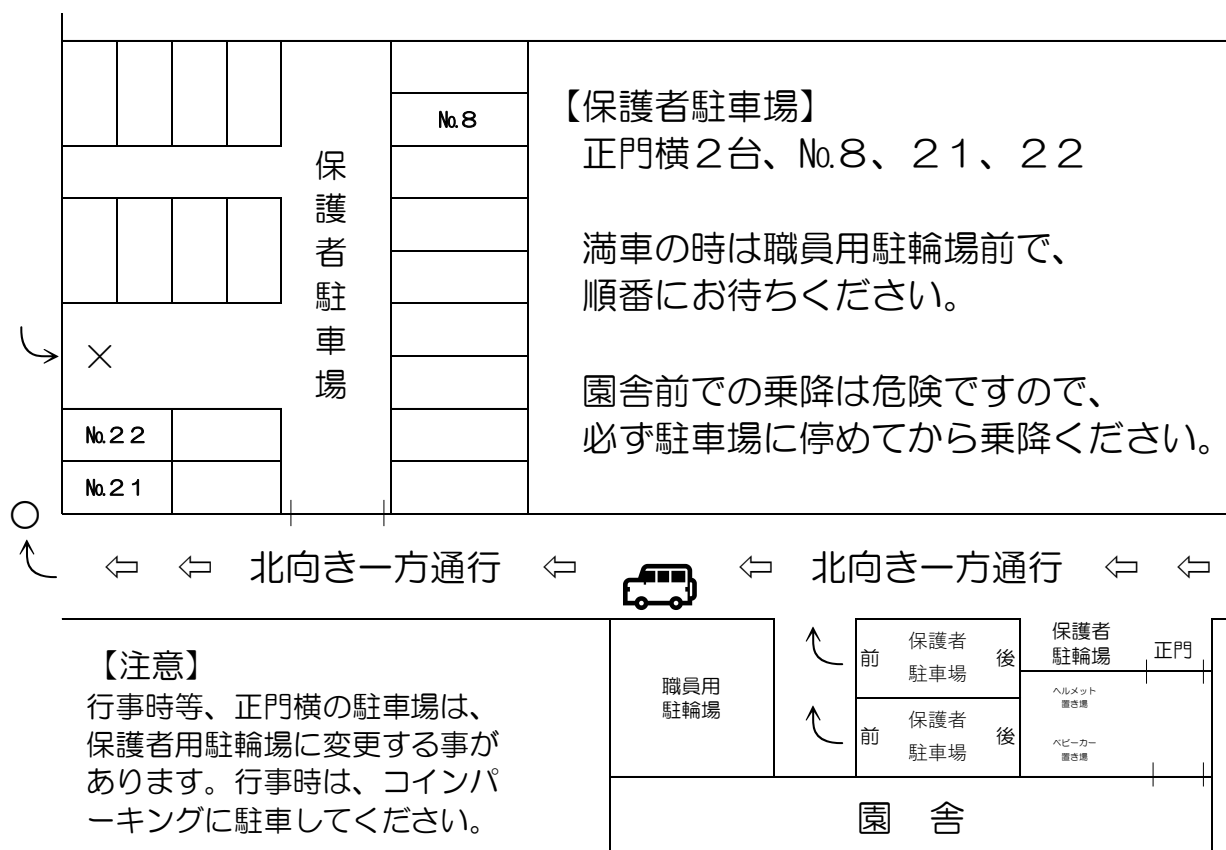 №8
保護者駐車場
№22
№21
【保護者駐車場】
正門横2台、№8、21、22
満車の時は職員用駐輪場前で、
順番にお待ちください。
園舎前での乗降は危険ですので、
必ず駐車場に停めてから乗降ください。
×
○
⇦ ⇦ 北向き一方通行 ⇦ ⇦ 北向き一方通行 ⇦ ⇦
【注意】
行事時等、正門横の駐車場は、
保護者用駐輪場に変更する事が
あります。行事時は、コインパ
ーキングに駐車してください。
職員用
駐輪場
前 保護者 後
駐車場
前 保護者 後
駐車場
保護者
駐輪場
正門
ヘルメット
置き場
ベビーカー
置き場
園 舎